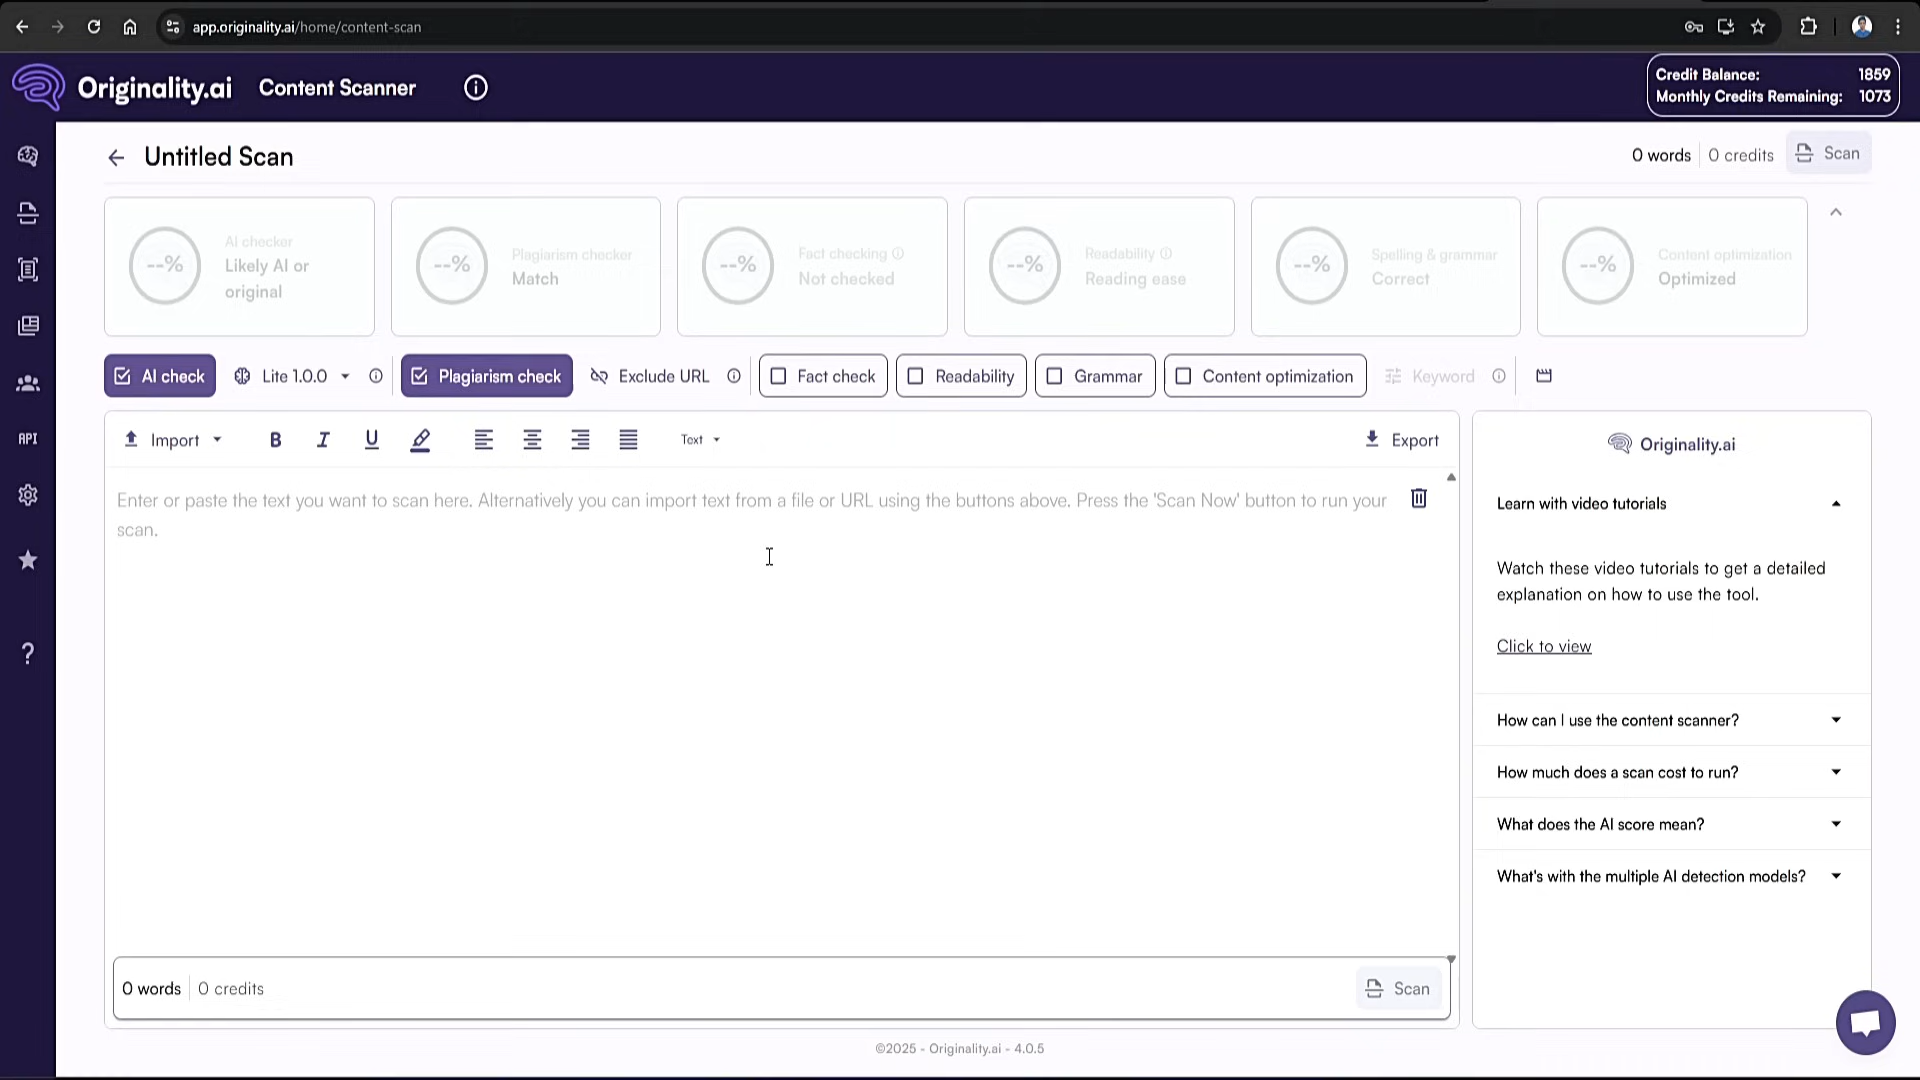 app.originality.ai/home/content-scan
Originality.ai Content Scanner
Credit Balance: 1859
Monthly Credits Remaining: 1073
Untitled Scan
0 words 0 credits Scan
--% AI checker
Likely AI or
original
--% Plagiarism checker
Match
--% Fact checking
Not checked
--% Readability
Reading ease
--% Spelling & grammar
Correct
--% Content optimization
Optimized
AI check Lite 1.0.0 Plagiarism check Exclude URL Fact check Readability Grammar Content optimization Keyword
API
Import B I U Text Export
Enter or paste the text you want to scan here. Alternatively you can import text from a file or URL using the buttons above. Press the 'Scan Now' button to run your
scan.
Originality.ai
Learn with video tutorials
Watch these video tutorials to get a detailed
explanation on how to use the tool.
Click to view
How can I use the content scanner?
How much does a scan cost to run?
What does the AI score mean?
What's with the multiple AI detection models?
0 words 0 credits Scan
©2025 - Originality.ai - 4.0.5